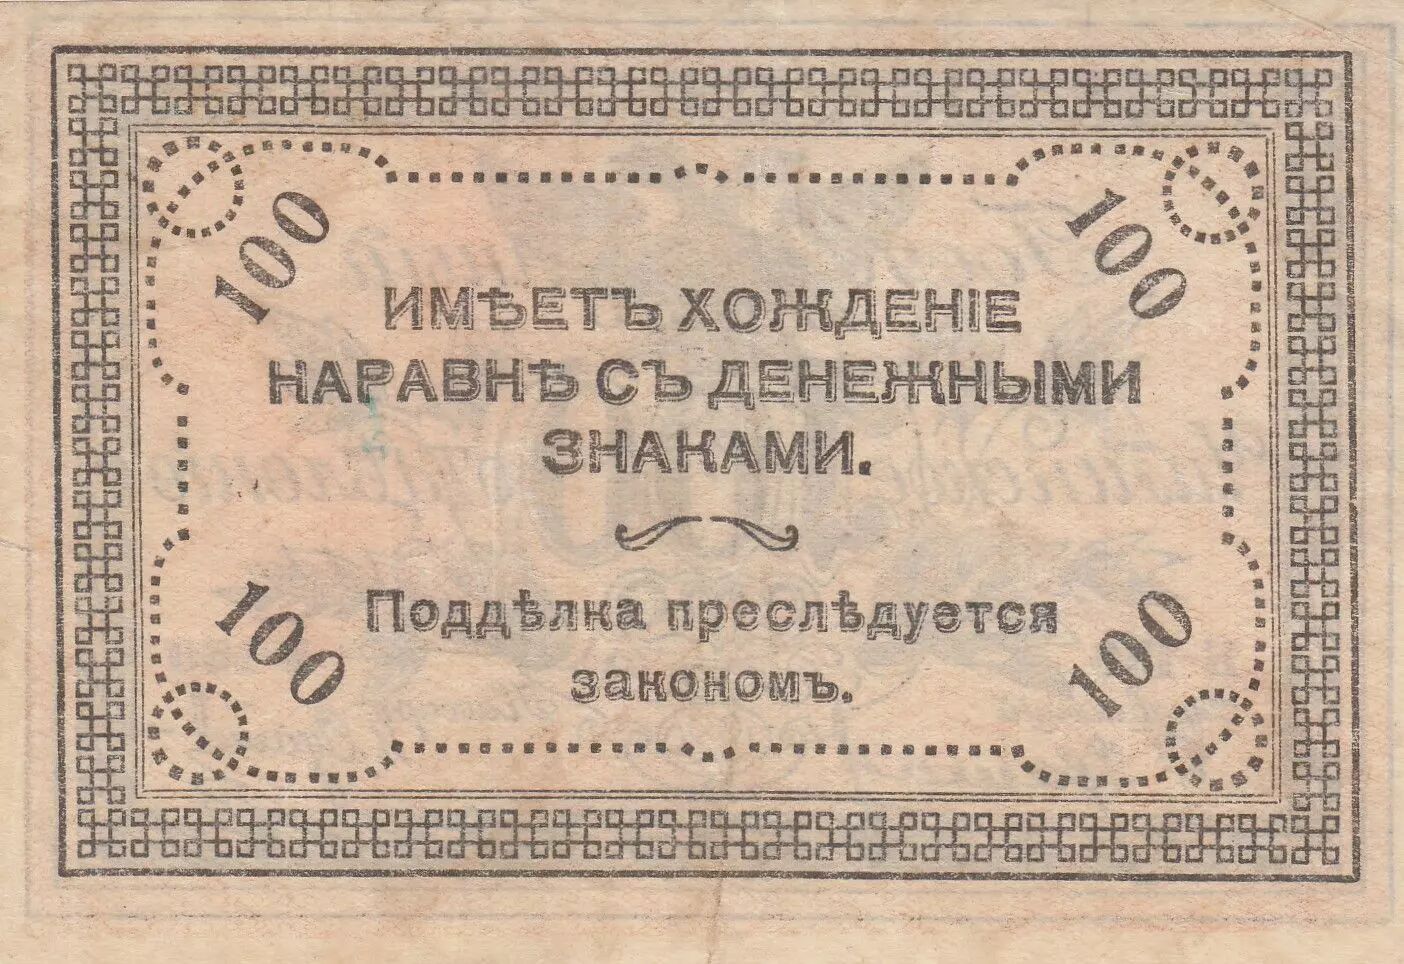 100 100
ИМѢЕТЪ ХОЖДЕНІЕ
НАРАВНѢ СЪ ДЕНЕЖНЫМИ
ЗНАКАМИ.
Поддѣлка преслѣдуется
закономъ.
100 100